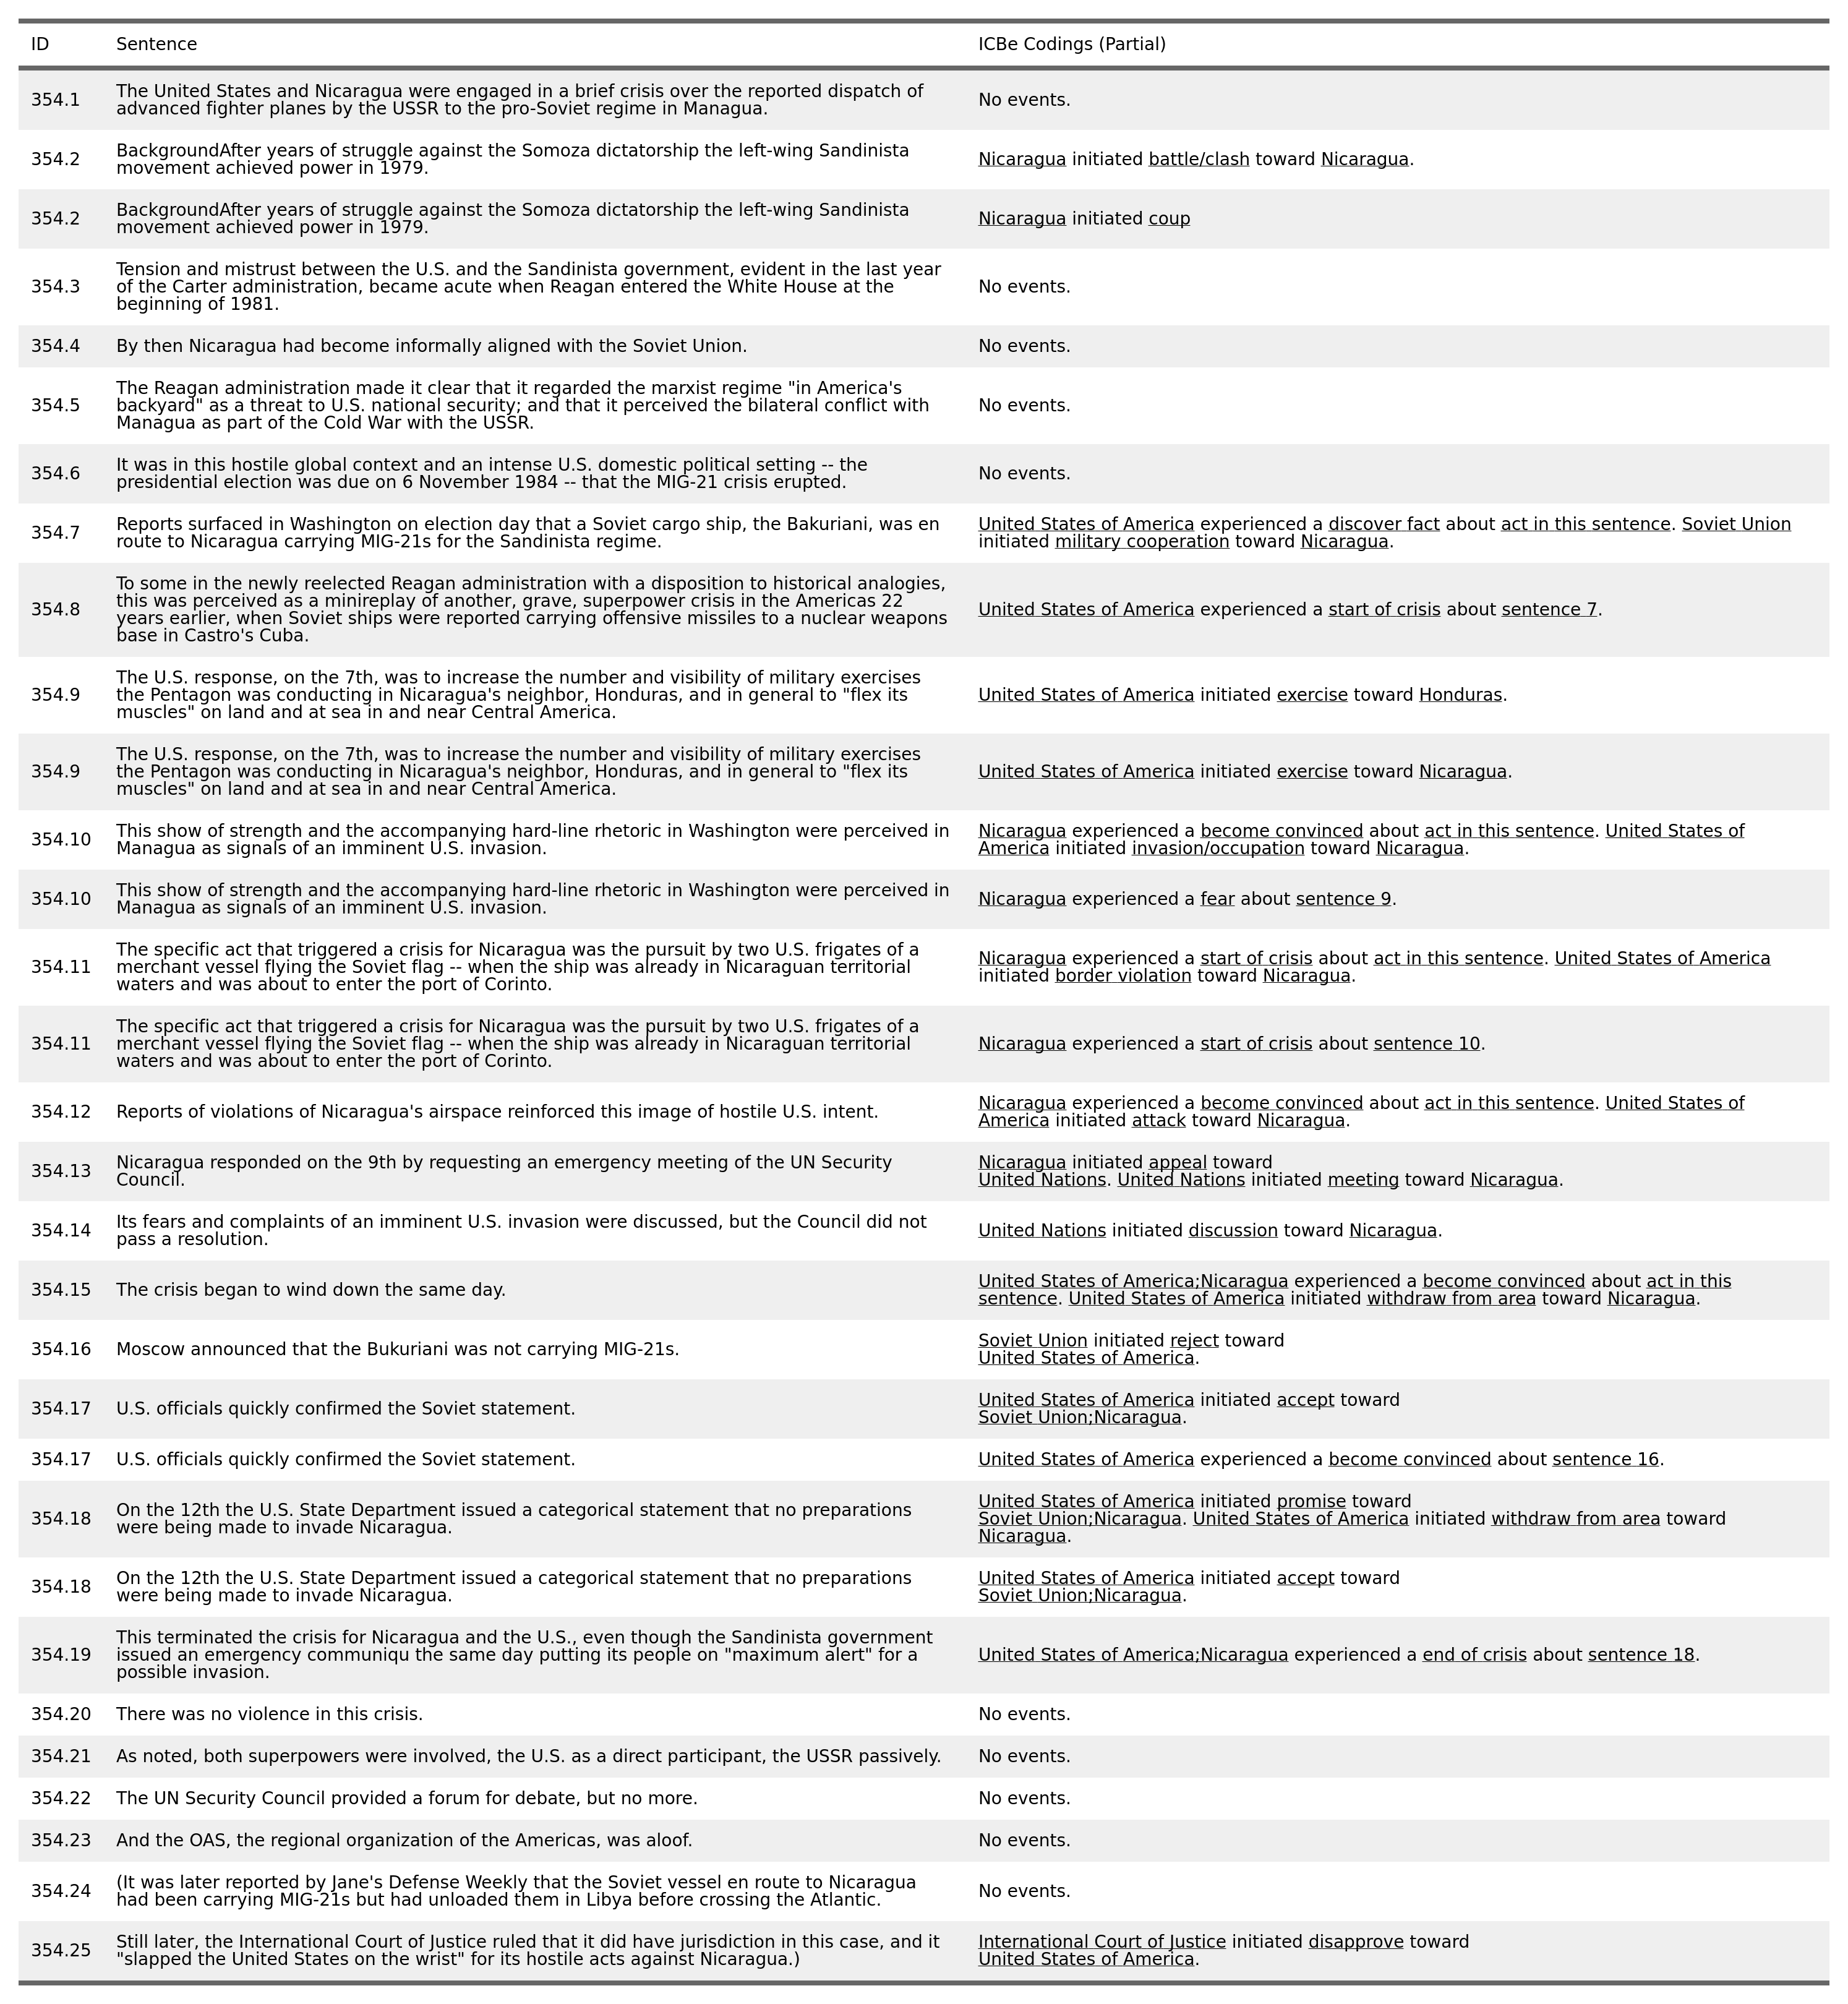 ID Sentence ICBe Codings (Partial)
354.1 The United States and Nicaragua were engaged in a brief crisis over the reported dispatch of
advanced fighter planes by the USSR to the pro-Soviet regime in Managua. No events.
354.2 BackgroundAfter years of struggle against the Somoza dictatorship the left-wing Sandinista
movement achieved power in 1979. Nicaragua initiated battle/clash toward Nicaragua.
354.2 BackgroundAfter years of struggle against the Somoza dictatorship the left-wing Sandinista
movement achieved power in 1979. Nicaragua initiated coup
354.3 Tension and mistrust between the U.S. and the Sandinista government, evident in the last year
of the Carter administration, became acute when Reagan entered the White House at the
beginning of 1981. No events.
354.4 By then Nicaragua had become informally aligned with the Soviet Union. No events.
354.5 The Reagan administration made it clear that it regarded the marxist regime "in America's
backyard" as a threat to U.S. national security; and that it perceived the bilateral conflict with
Managua as part of the Cold War with the USSR. No events.
354.6 It was in this hostile global context and an intense U.S. domestic political setting -- the
presidential election was due on 6 November 1984 -- that the MIG-21 crisis erupted. No events.
354.7 Reports surfaced in Washington on election day that a Soviet cargo ship, the Bakuriani, was en
route to Nicaragua carrying MIG-21s for the Sandinista regime.
United States of America experienced a discover fact about act in this sentence. Soviet Union
initiated military cooperation toward Nicaragua.
354.8 To some in the newly reelected Reagan administration with a disposition to historical analogies,
this was perceived as a minireplay of another, grave, superpower crisis in the Americas 22
years earlier, when Soviet ships were reported carrying offensive missiles to a nuclear weapons
base in Castro's Cuba.
United States of America experienced a start of crisis about sentence 7.
354.9 The U.S. response, on the 7th, was to increase the number and visibility of military exercises
the Pentagon was conducting in Nicaragua's neighbor, Honduras, and in general to "flex its
muscles" on land and at sea in and near Central America.
United States of America initiated exercise toward Honduras.
354.9 The U.S. response, on the 7th, was to increase the number and visibility of military exercises
the Pentagon was conducting in Nicaragua's neighbor, Honduras, and in general to "flex its
muscles" on land and at sea in and near Central America.
United States of America initiated exercise toward Nicaragua.
354.10 This show of strength and the accompanying hard-line rhetoric in Washington were perceived in
Managua as signals of an imminent U.S. invasion.
Nicaragua experienced a become convinced about act in this sentence. United States of
America initiated invasion/occupation toward Nicaragua.
354.10 This show of strength and the accompanying hard-line rhetoric in Washington were perceived in
Managua as signals of an imminent U.S. invasion.
Nicaragua experienced a fear about sentence 9.
354.11 The specific act that triggered a crisis for Nicaragua was the pursuit by two U.S. frigates of a
merchant vessel flying the Soviet flag -- when the ship was already in Nicaraguan territorial
waters and was about to enter the port of Corinto.
Nicaragua experienced a start of crisis about act in this sentence. United States of America
initiated border violation toward Nicaragua.
354.11 The specific act that triggered a crisis for Nicaragua was the pursuit by two U.S. frigates of a
merchant vessel flying the Soviet flag -- when the ship was already in Nicaraguan territorial
waters and was about to enter the port of Corinto.
Nicaragua experienced a start of crisis about sentence 10.
354.12 Reports of violations of Nicaragua's airspace reinforced this image of hostile U.S. intent.
Nicaragua experienced a become convinced about act in this sentence. United States of
America initiated attack toward Nicaragua.
354.13 Nicaragua responded on the 9th by requesting an emergency meeting of the UN Security
Council.
Nicaragua initiated appeal toward
United Nations. United Nations initiated meeting toward Nicaragua.
354.14 Its fears and complaints of an imminent U.S. invasion were discussed, but the Council did not
pass a resolution.
United Nations initiated discussion toward Nicaragua.
354.15 The crisis began to wind down the same day.
United States of America;Nicaragua experienced a become convinced about act in this
sentence. United States of America initiated withdraw from area toward Nicaragua.
354.16 Moscow announced that the Bukuriani was not carrying MIG-21s.
Soviet Union initiated reject toward
United States of America.
354.17 U.S. officials quickly confirmed the Soviet statement.
United States of America initiated accept toward
Soviet Union;Nicaragua.
354.17 U.S. officials quickly confirmed the Soviet statement.
United States of America experienced a become convinced about sentence 16.
354.18 On the 12th the U.S. State Department issued a categorical statement that no preparations
were being made to invade Nicaragua.
United States of America initiated promise toward
Soviet Union;Nicaragua. United States of America initiated withdraw from area toward
Nicaragua.
354.18 On the 12th the U.S. State Department issued a categorical statement that no preparations
were being made to invade Nicaragua.
United States of America initiated accept toward
Soviet Union;Nicaragua.
354.19 This terminated the crisis for Nicaragua and the U.S., even though the Sandinista government
issued an emergency communiqu the same day putting its people on "maximum alert" for a
possible invasion.
United States of America;Nicaragua experienced a end of crisis about sentence 18.
354.20 There was no violence in this crisis. No events.
354.21 As noted, both superpowers were involved, the U.S. as a direct participant, the USSR passively. No events.
354.22 The UN Security Council provided a forum for debate, but no more. No events.
354.23 And the OAS, the regional organization of the Americas, was aloof. No events.
354.24 (It was later reported by Jane's Defense Weekly that the Soviet vessel en route to Nicaragua
had been carrying MIG-21s but had unloaded them in Libya before crossing the Atlantic. No events.
354.25 Still later, the International Court of Justice ruled that it did have jurisdiction in this case, and it
"slapped the United States on the wrist" for its hostile acts against Nicaragua.)
International Court of Justice initiated disapprove toward
United States of America.